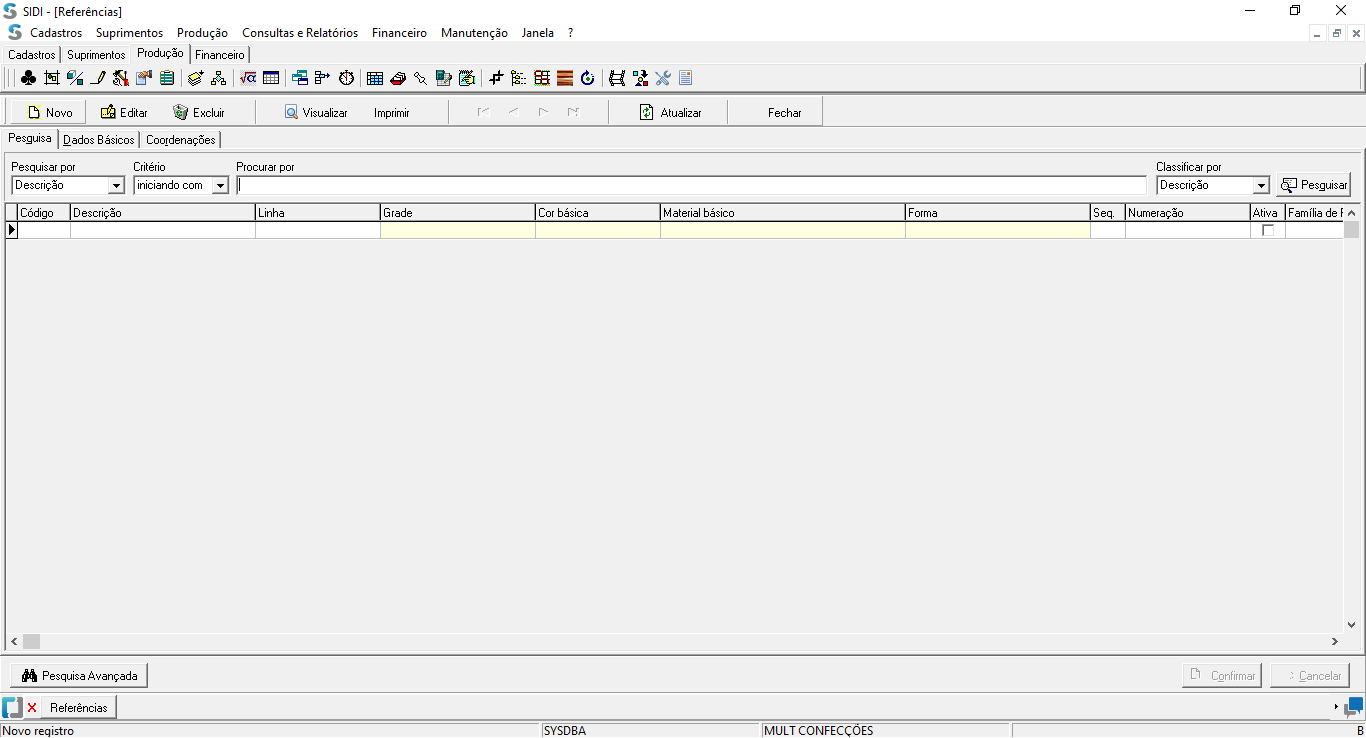 SIDI - [Referências]
Cadastros Suprimentos Produção Consultas e Relatórios Financeiro Manutenção Janela ?
Cadastros Suprimentos Produção Financeiro
Novo Editar Excluir Visualizar Imprimir Atualizar Fechar
Pesquisa Dados Básicos Coordenações
Pesquisar por Critério Procurar por Classificar por
Descrição iniciando com Descrição Pesquisar
Código Descrição Linha Grade Cor básica Material básico Forma Seq. Numeração Ativa Família de
Pesquisa Avançada Confirmar Cancelar
Referências
Novo registro SYSDBA MULT CONFECÇÕES B